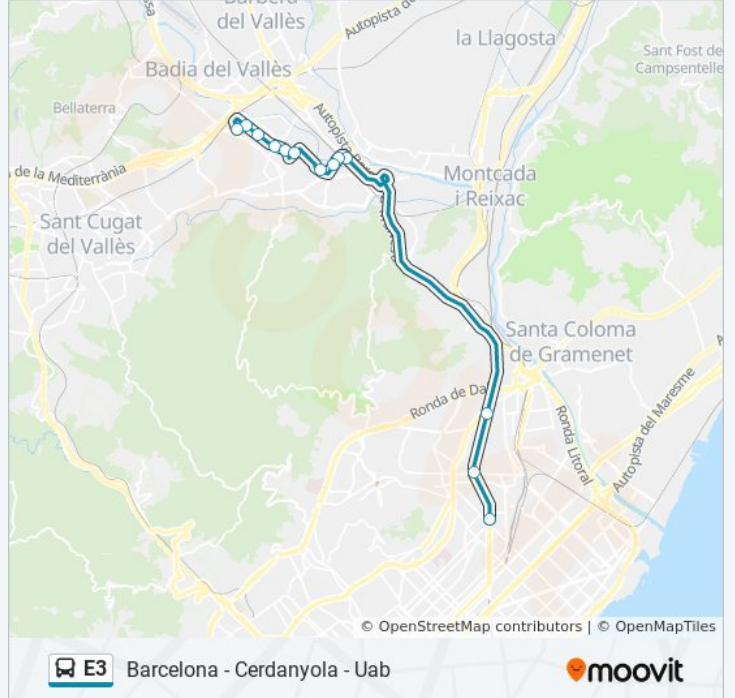 Barberà
del Vallès
Autopista de
la Llagosta
Sant Fost de
Campsentelle
Badia del Vallès
Bellaterra
de la Mediterrània
Montcada
i Reixac
Sant Cugat
del Vallès
Santa Coloma
de Gramenet
Ronda de Da
Ronda Litoral
Autopista del Maresme
© OpenStreetMap contributors | © OpenMapTiles
E3 Barcelona - Cerdanyola - Uab
moovit